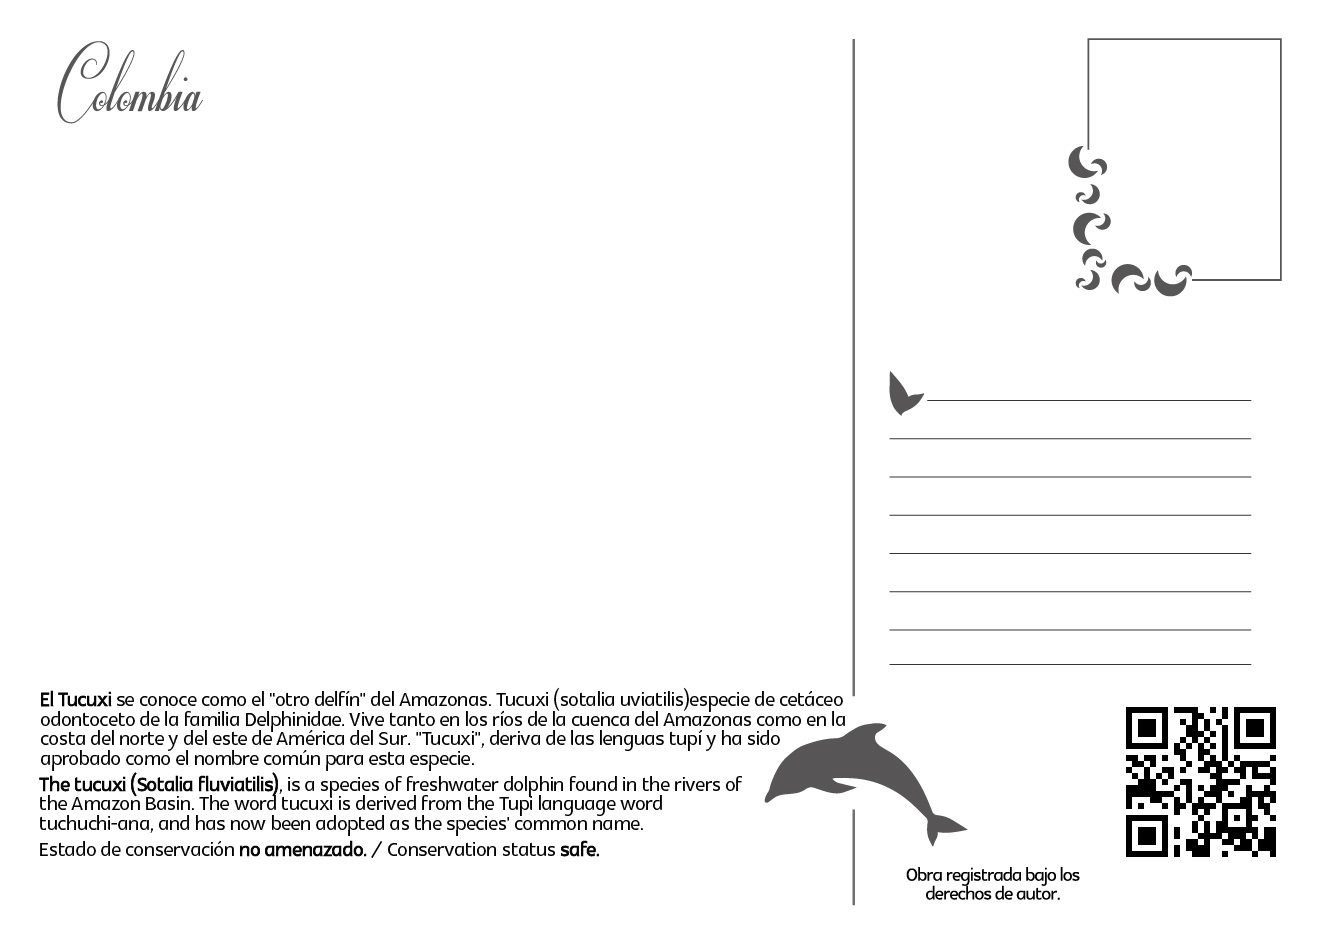 Colombia
El Tucuxi se conoce como el "otro delfín" del Amazonas. Tucuxi (sotalia uviatilis)especie de cetáceo
odontoceto de la familia Delphinidae. Vive tanto en los ríos de la cuenca del Amazonas como en la
costa del norte y del este de América del Sur. "Tucuxi", deriva de las lenguas tupí y ha sido
aprobado como el nombre común para esta especie.
The tucuxi (Sotalia fluviatilis), is a species of freshwater dolphin found in the rivers of
the Amazon Basin. The word tucuxi is derived from the Tupi language word
tuchuchi-ana, and has now been adopted as the species' common name.
Estado de conservación no amenazado. / Conservation status safe.
Obra registrada bajo los
derechos de autor.